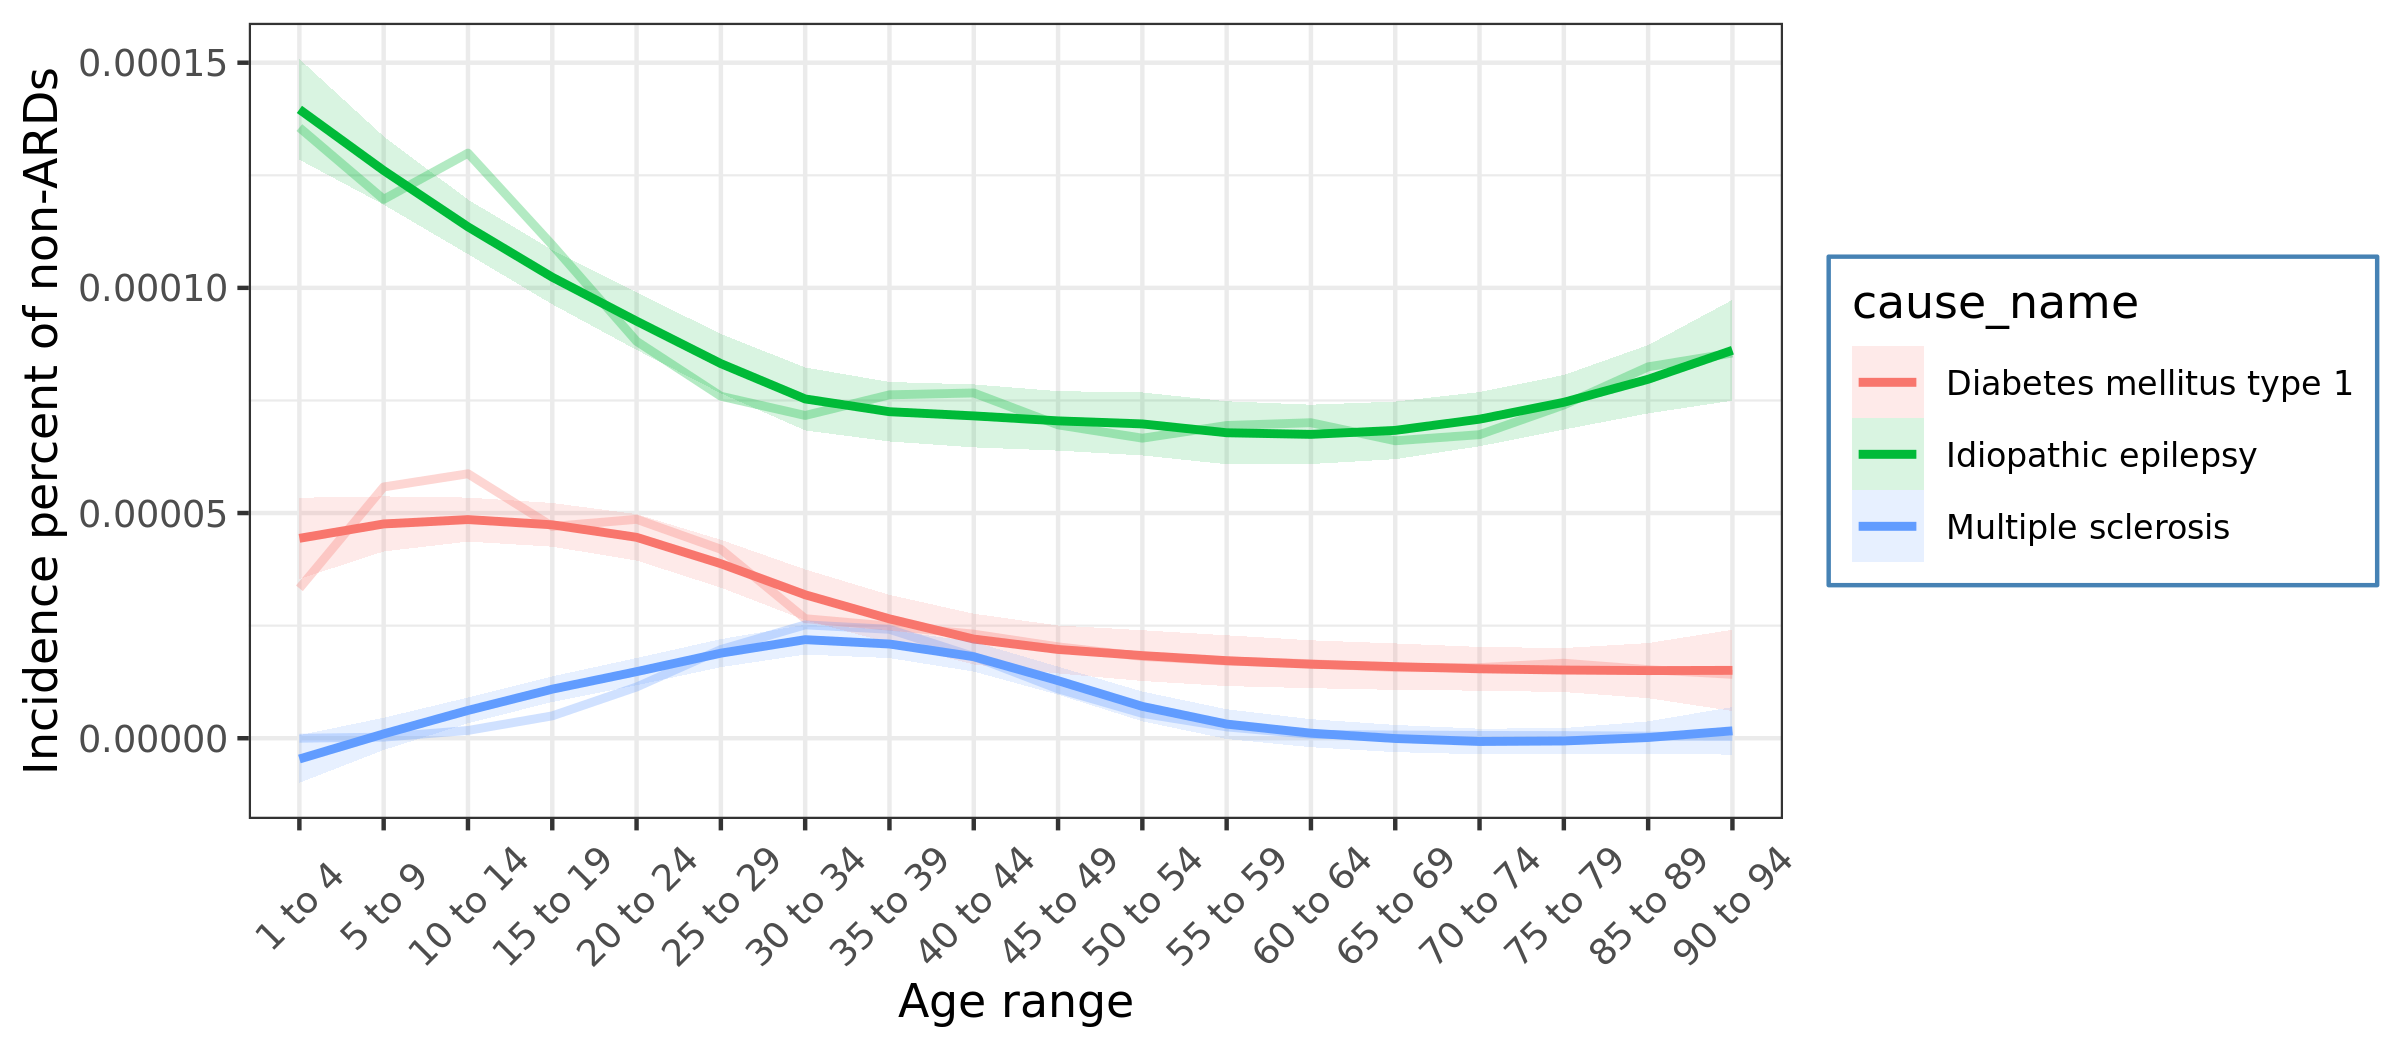 Incidence percent of non-ARDs
0.00015
0.00010
0.00005
0.00000
1 to 4
5 to 9
10 to 14
15 to 19
20 to 24
25 to 29
30 to 34
35 to 39
40 to 44
45 to 49
50 to 54
55 to 59
60 to 64
65 to 69
70 to 74
75 to 79
85 to 89
90 to 94
Age range
cause_name
Diabetes mellitus type 1
Idiopathic epilepsy
Multiple sclerosis